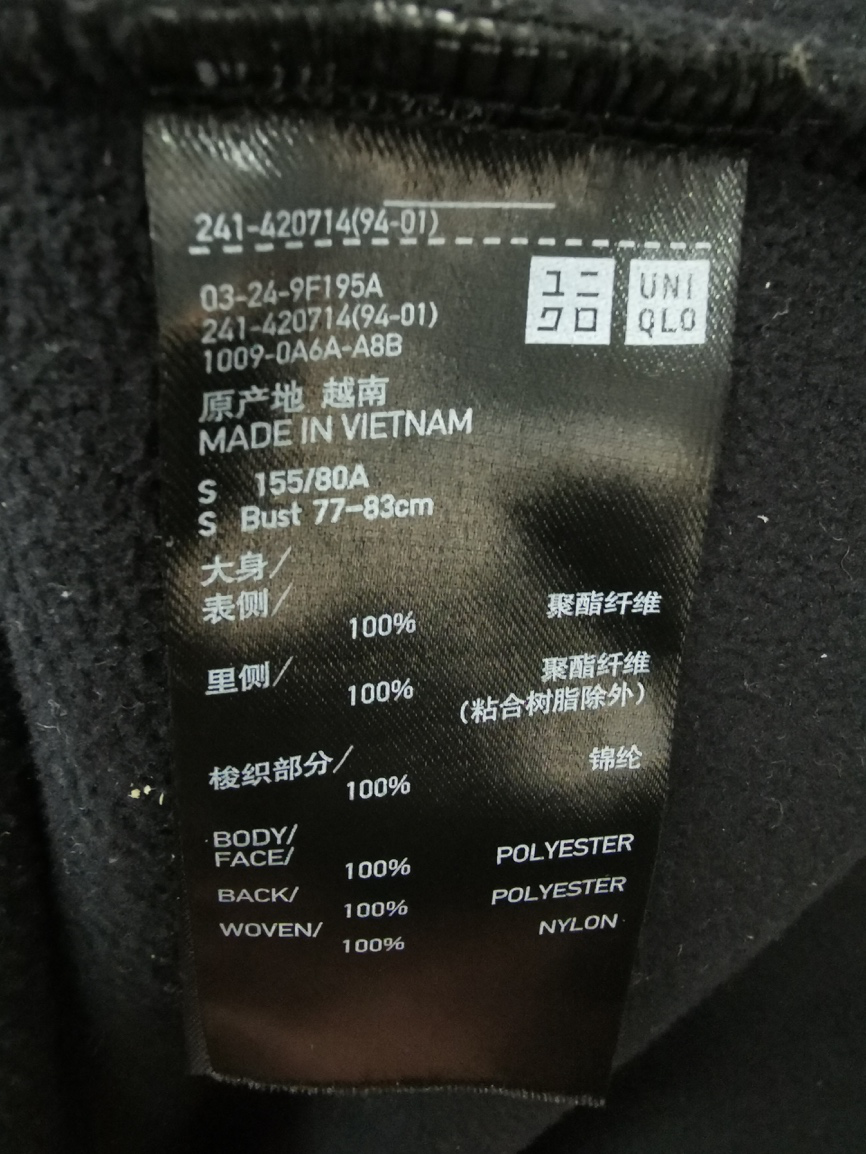 241-420714(94-01)
03-24-9F195A
241-420714(94-01)
1009-0A6A-A8B
ユニ
クロ
UNI
QLO
原产地 越南
MADE IN VIETNAM
S 155/80A
S Bust 77-83cm
大身/
表侧/ 100% 聚酯纤维
里侧/ 100% 聚酯纤维
(粘合树脂除外)
梭织部分/ 100% 锦纶
BODY/
FACE/ 100% POLYESTER
BACK/ 100% POLYESTER
WOVEN/ 100% NYLON